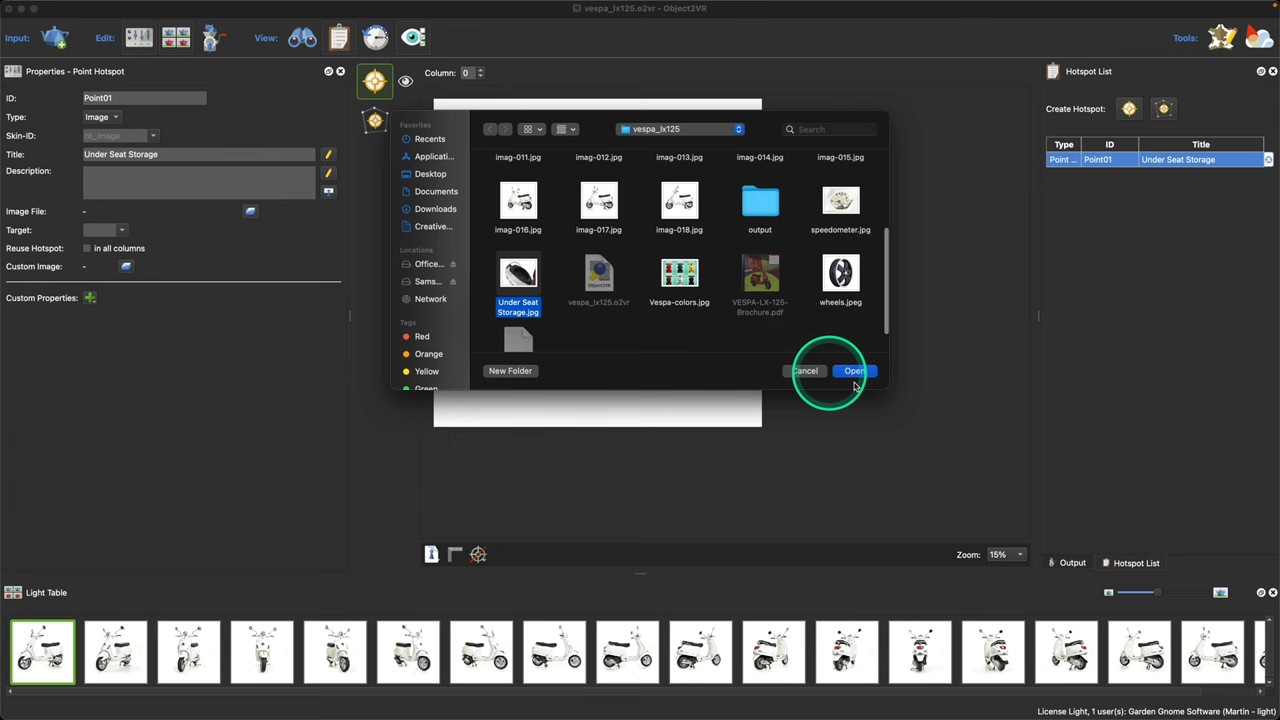 vespa_lx125.o2vr - Object2VR
Input:
Edit:
View:
Tools:
Properties - Point Hotspot
Column: 0
Hotspot List
ID: Point01
Type: Image
Skin-ID: ht_image
Title: Under Seat Storage
Description:
Image File: -
Target:
Reuse Hotspot: in all columns
Custom Image: -
Custom Properties:
Favorites
Recents
Applicati...
Desktop
Documents
Downloads
Creative...
Locations
Office...
Sams...
Network
Tags
Red
Orange
Yellow
Green
vespa_lx125
Search
imag-011.jpg imag-012.jpg imag-013.jpg imag-014.jpg imag-015.jpg
imag-016.jpg imag-017.jpg imag-018.jpg output speedometer.jpg
Object2VR
Under Seat Storage.jpg vespa_lx125.o2vr Vespa-colors.jpg VESPA-LX-125-Brochure.pdf wheels.jpeg
New Folder Cancel Open
Create Hotspot:
Type ID Title
Point ... Point01 Under Seat Storage
Zoom: 15%
Output Hotspot List
Light Table
License Light, 1 user(s): Garden Gnome Software (Martin - light)